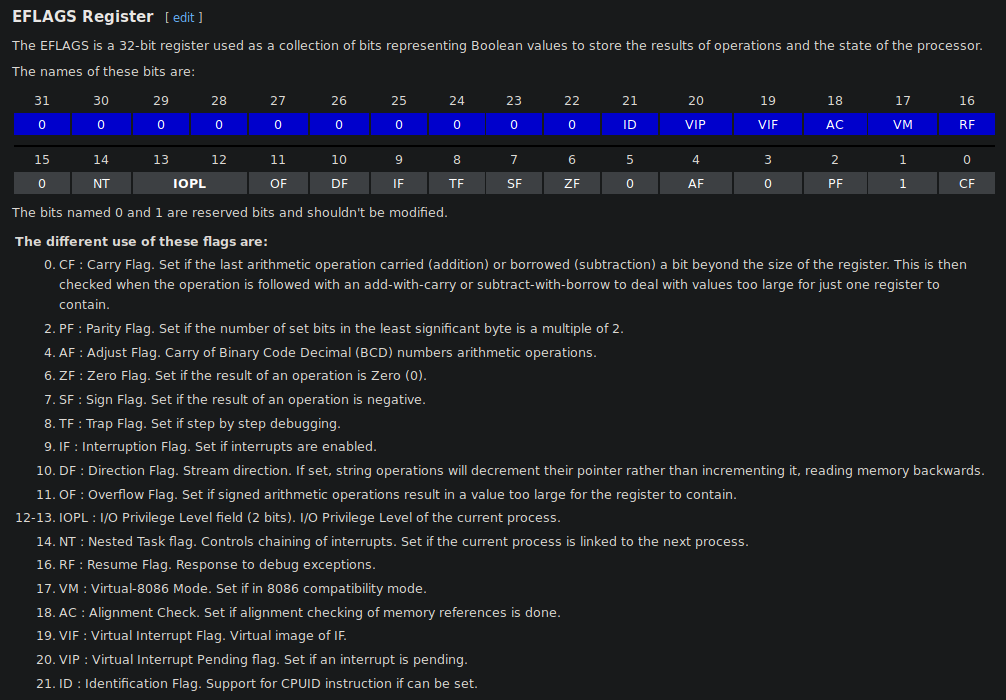 EFLAGS Register [ edit ]
The EFLAGS is a 32-bit register used as a collection of bits representing Boolean values to store the results of operations and the state of the processor.
The names of these bits are:
31 30 29 28 27 26 25 24 23 22 21 20 19 18 17 16
0 0 0 0 0 0 0 0 0 0 ID VIP VIF AC VM RF
15 14 13 12 11 10 9 8 7 6 5 4 3 2 1 0
0 NT IOPL OF DF IF TF SF ZF 0 AF 0 PF 1 CF
The bits named 0 and 1 are reserved bits and shouldn't be modified.
The different use of these flags are:
0. CF : Carry Flag. Set if the last arithmetic operation carried (addition) or borrowed (subtraction) a bit beyond the size of the register. This is then
checked when the operation is followed with an add-with-carry or subtract-with-borrow to deal with values too large for just one register to
contain.
2. PF : Parity Flag. Set if the number of set bits in the least significant byte is a multiple of 2.
4. AF : Adjust Flag. Carry of Binary Code Decimal (BCD) numbers arithmetic operations.
6. ZF : Zero Flag. Set if the result of an operation is Zero (0).
7. SF : Sign Flag. Set if the result of an operation is negative.
8. TF : Trap Flag. Set if step by step debugging.
9. IF : Interruption Flag. Set if interrupts are enabled.
10. DF : Direction Flag. Stream direction. If set, string operations will decrement their pointer rather than incrementing it, reading memory backwards.
11. OF : Overflow Flag. Set if signed arithmetic operations result in a value too large for the register to contain.
12-13. IOPL : I/O Privilege Level field (2 bits). I/O Privilege Level of the current process.
14. NT : Nested Task flag. Controls chaining of interrupts. Set if the current process is linked to the next process.
16. RF : Resume Flag. Response to debug exceptions.
17. VM : Virtual-8086 Mode. Set if in 8086 compatibility mode.
18. AC : Alignment Check. Set if alignment checking of memory references is done.
19. VIF : Virtual Interrupt Flag. Virtual image of IF.
20. VIP : Virtual Interrupt Pending flag. Set if an interrupt is pending.
21. ID : Identification Flag. Support for CPUID instruction if can be set.